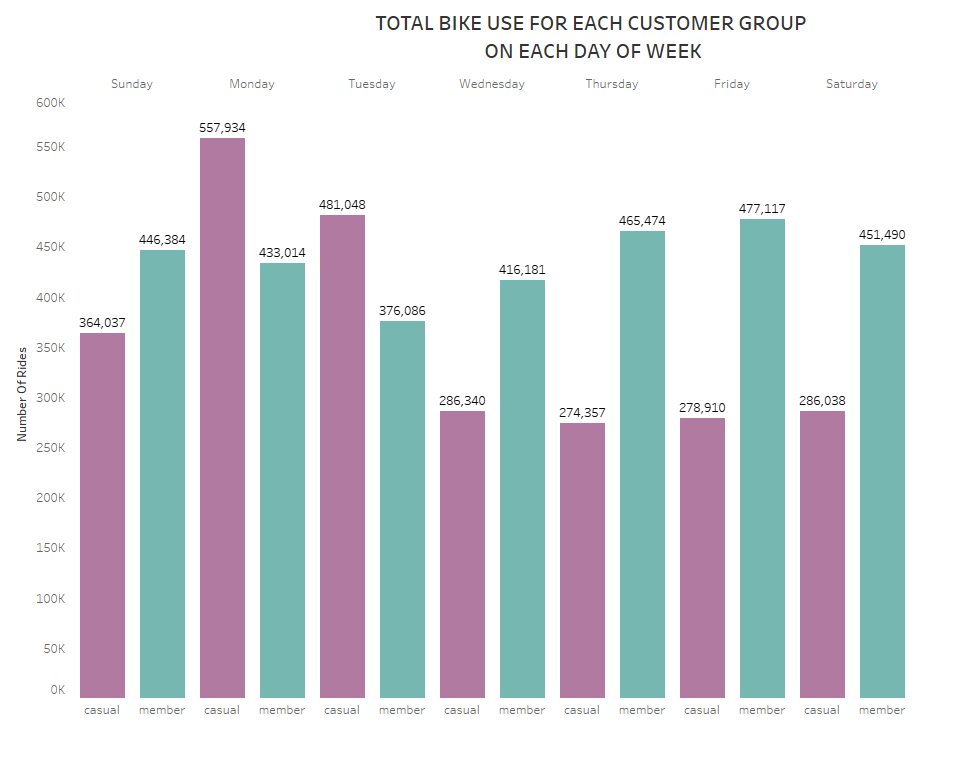 TOTAL BIKE USE FOR EACH CUSTOMER GROUP
ON EACH DAY OF WEEK
Sunday Monday Tuesday Wednesday Thursday Friday Saturday
600K
557,934
550K
500K
481,048
477,117
465,474
451,490
446,384
450K
433,014
416,181
400K
376,086
364,037
350K
Number Of Rides
300K
286,340
286,038
278,910
274,357
250K
200K
150K
100K
50K
0K
casual member casual member casual member casual member casual member casual member casual member